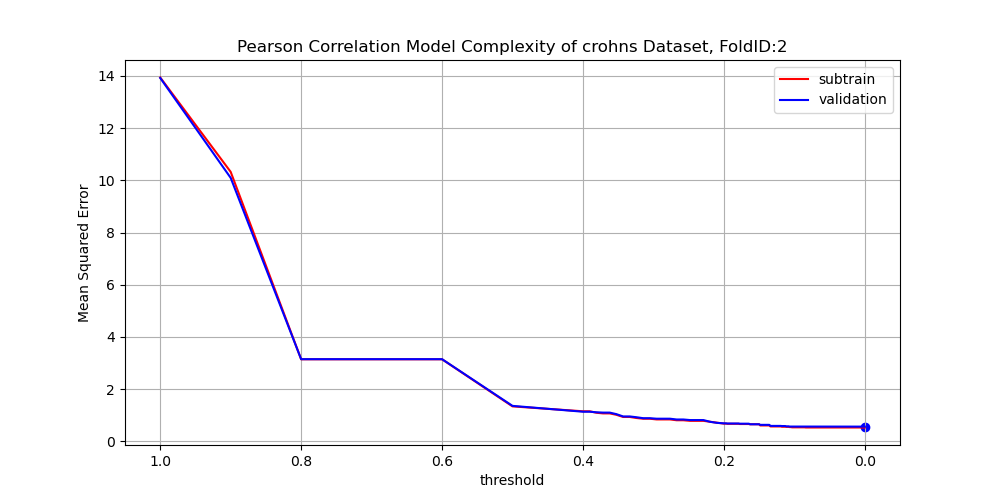 Pearson Correlation Model Complexity of crohns Dataset, FoldID:2
subtrain
validation
Mean Squared Error
14
12
10
8
6
4
2
0
1.0 0.8 0.6 0.4 0.2 0.0
threshold